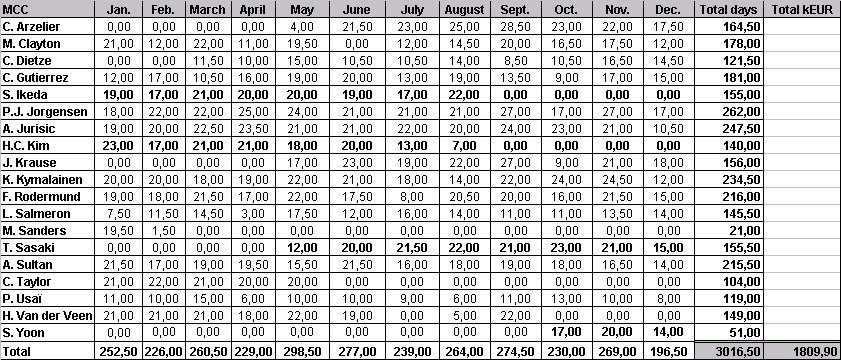 MCC Jan. Feb. March April May June July August Sept. Oct. Nov. Dec. Total days Total kEUR
C. Arzelier 0,00 0,00 0,00 0,00 4,00 21,50 23,00 25,00 28,50 23,00 22,00 17,50 164,50
M. Clayton 21,00 12,00 22,00 11,00 19,50 0,00 12,00 14,50 20,00 16,50 17,50 12,00 178,00
C. Dietze 0,00 0,00 11,50 10,00 15,00 10,50 10,50 14,00 8,50 10,50 16,50 14,50 121,50
C. Gutierrez 12,00 17,00 10,50 16,00 19,00 20,00 13,00 19,00 13,50 9,00 17,00 15,00 181,00
S. Ikeda 19,00 17,00 21,00 20,00 20,00 19,00 17,00 22,00 0,00 0,00 0,00 0,00 155,00
P.J. Jorgensen 18,00 22,00 22,00 25,00 24,00 21,00 21,00 21,00 27,00 17,00 27,00 17,00 262,00
A. Jurisic 19,00 20,00 22,50 23,50 21,00 21,00 22,00 20,00 24,00 23,00 21,00 10,50 247,50
H.C. Kim 23,00 17,00 21,00 21,00 18,00 20,00 13,00 7,00 0,00 0,00 0,00 0,00 140,00
J. Krause 0,00 0,00 0,00 0,00 17,00 23,00 19,00 22,00 27,00 9,00 21,00 18,00 156,00
K. Kymalainen 20,00 20,00 18,00 19,00 22,00 21,00 18,00 14,00 22,00 24,00 24,50 12,00 234,50
F. Rodermund 19,00 18,00 21,50 17,00 22,00 17,50 8,00 20,50 20,00 16,00 21,50 15,00 216,00
L. Salmeron 7,50 11,50 14,50 3,00 17,50 12,00 16,00 14,00 11,00 11,00 13,50 14,00 145,50
M. Sanders 19,50 1,50 0,00 0,00 0,00 0,00 0,00 0,00 0,00 0,00 0,00 0,00 21,00
T. Sasaki 0,00 0,00 0,00 0,00 12,00 20,00 21,50 22,00 21,00 23,00 21,00 15,00 155,50
A. Sultan 21,50 17,00 19,00 19,50 15,50 21,50 16,00 18,00 19,00 18,00 16,50 14,00 215,50
C. Taylor 21,00 22,00 21,00 20,00 20,00 0,00 0,00 0,00 0,00 0,00 0,00 0,00 104,00
P. Usaï 11,00 10,00 15,00 6,00 10,00 10,00 9,00 6,00 11,00 13,00 10,00 8,00 119,00
H. Van der Veen 21,00 21,00 21,00 18,00 22,00 19,00 0,00 5,00 22,00 0,00 0,00 0,00 149,00
S. Yoon 0,00 0,00 0,00 0,00 0,00 0,00 0,00 0,00 0,00 17,00 20,00 14,00 51,00
Total 252,50 226,00 260,50 229,00 298,50 277,00 239,00 264,00 274,50 230,00 269,00 196,50 3016,50 1809,90